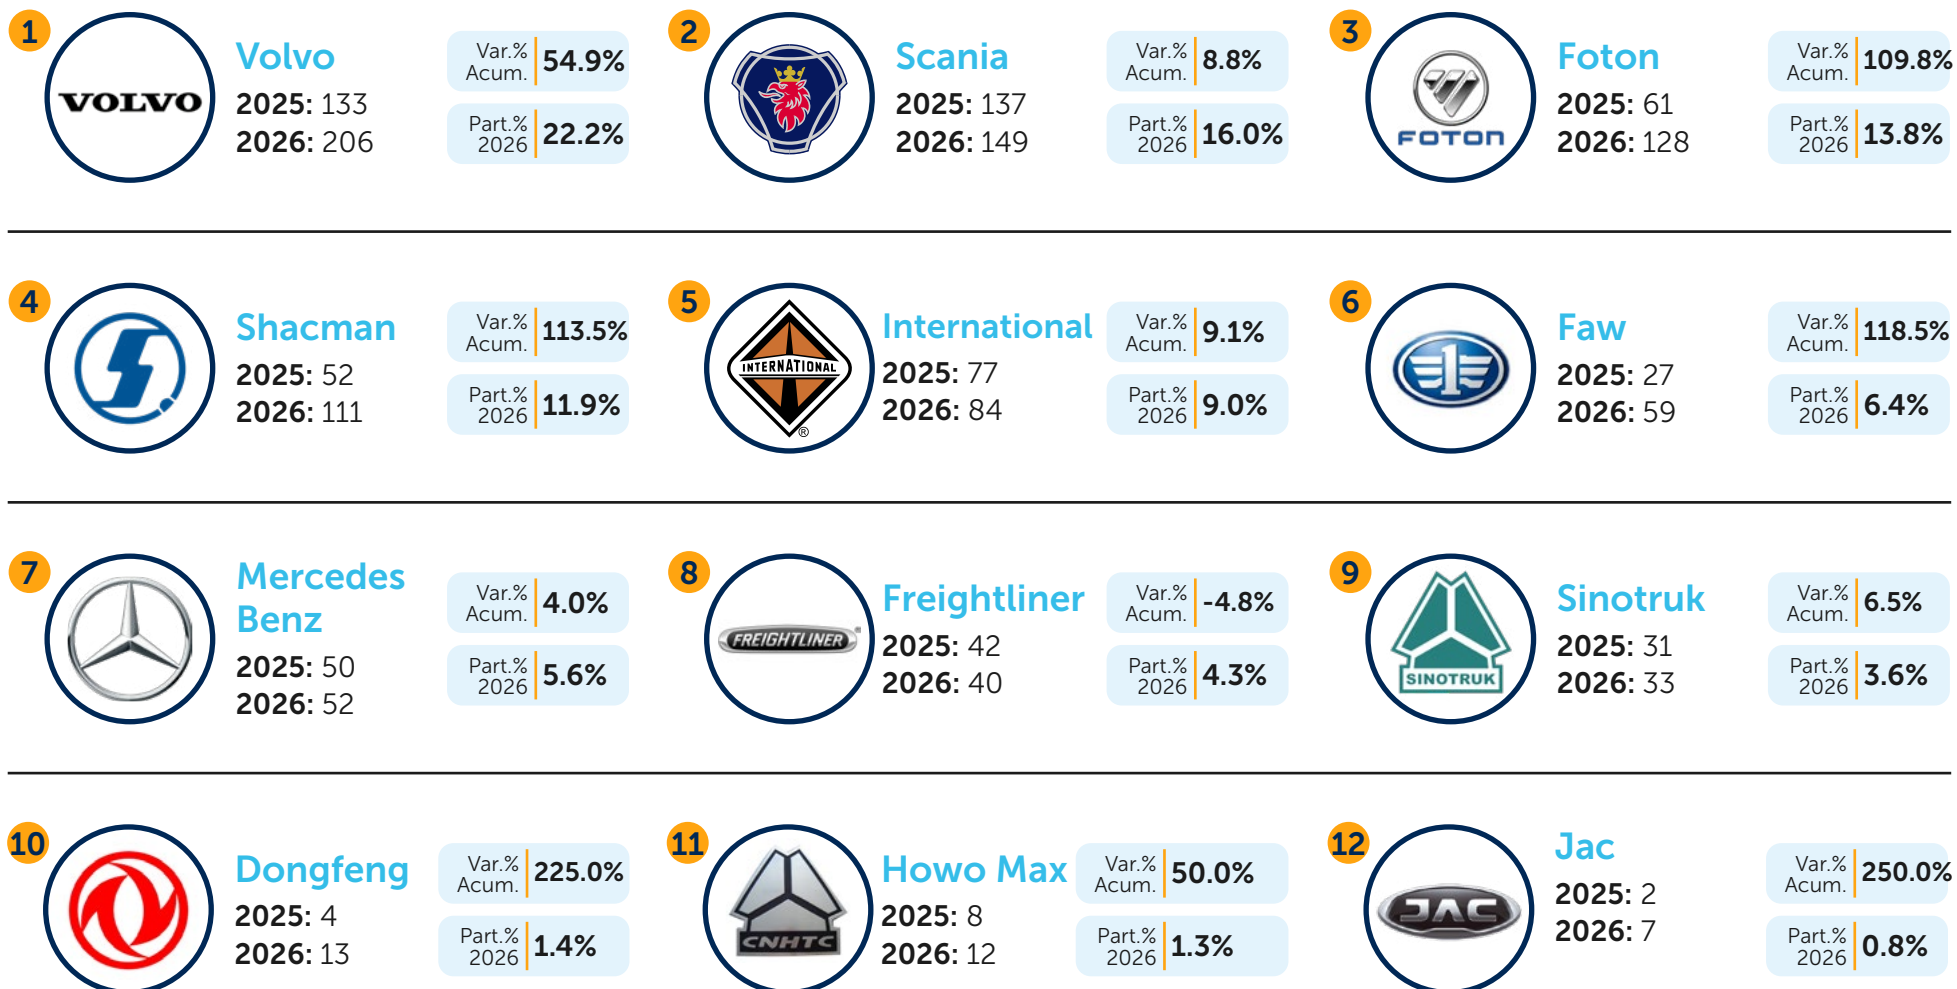 1
VOLVO
Volvo
2025: 133
2026: 206
Var.%
Acum.
54.9%
Part.%
2026
22.2%
2
Scania
2025: 137
2026: 149
Var.%
Acum.
8.8%
Part.%
2026
16.0%
3
FOTON
Foton
2025: 61
2026: 128
Var.%
Acum.
109.8%
Part.%
2026
13.8%
4
Shacman
2025: 52
2026: 111
Var.%
Acum.
113.5%
Part.%
2026
11.9%
5
INTERNATIONAL
®
International
2025: 77
2026: 84
Var.%
Acum.
9.1%
Part.%
2026
9.0%
6
Faw
2025: 27
2026: 59
Var.%
Acum.
118.5%
Part.%
2026
6.4%
7
Mercedes
Benz
2025: 50
2026: 52
Var.%
Acum.
4.0%
Part.%
2026
5.6%
8
FREIGHTLINER
Freightliner
2025: 42
2026: 40
Var.%
Acum.
-4.8%
Part.%
2026
4.3%
9
SINOTRUK
Sinotruk
2025: 31
2026: 33
Var.%
Acum.
6.5%
Part.%
2026
3.6%
10
Dongfeng
2025: 4
2026: 13
Var.%
Acum.
225.0%
Part.%
2026
1.4%
11
CNHTC
Howo Max
2025: 8
2026: 12
Var.%
Acum.
50.0%
Part.%
2026
1.3%
12
JAC
Jac
2025: 2
2026: 7
Var.%
Acum.
250.0%
Part.%
2026
0.8%